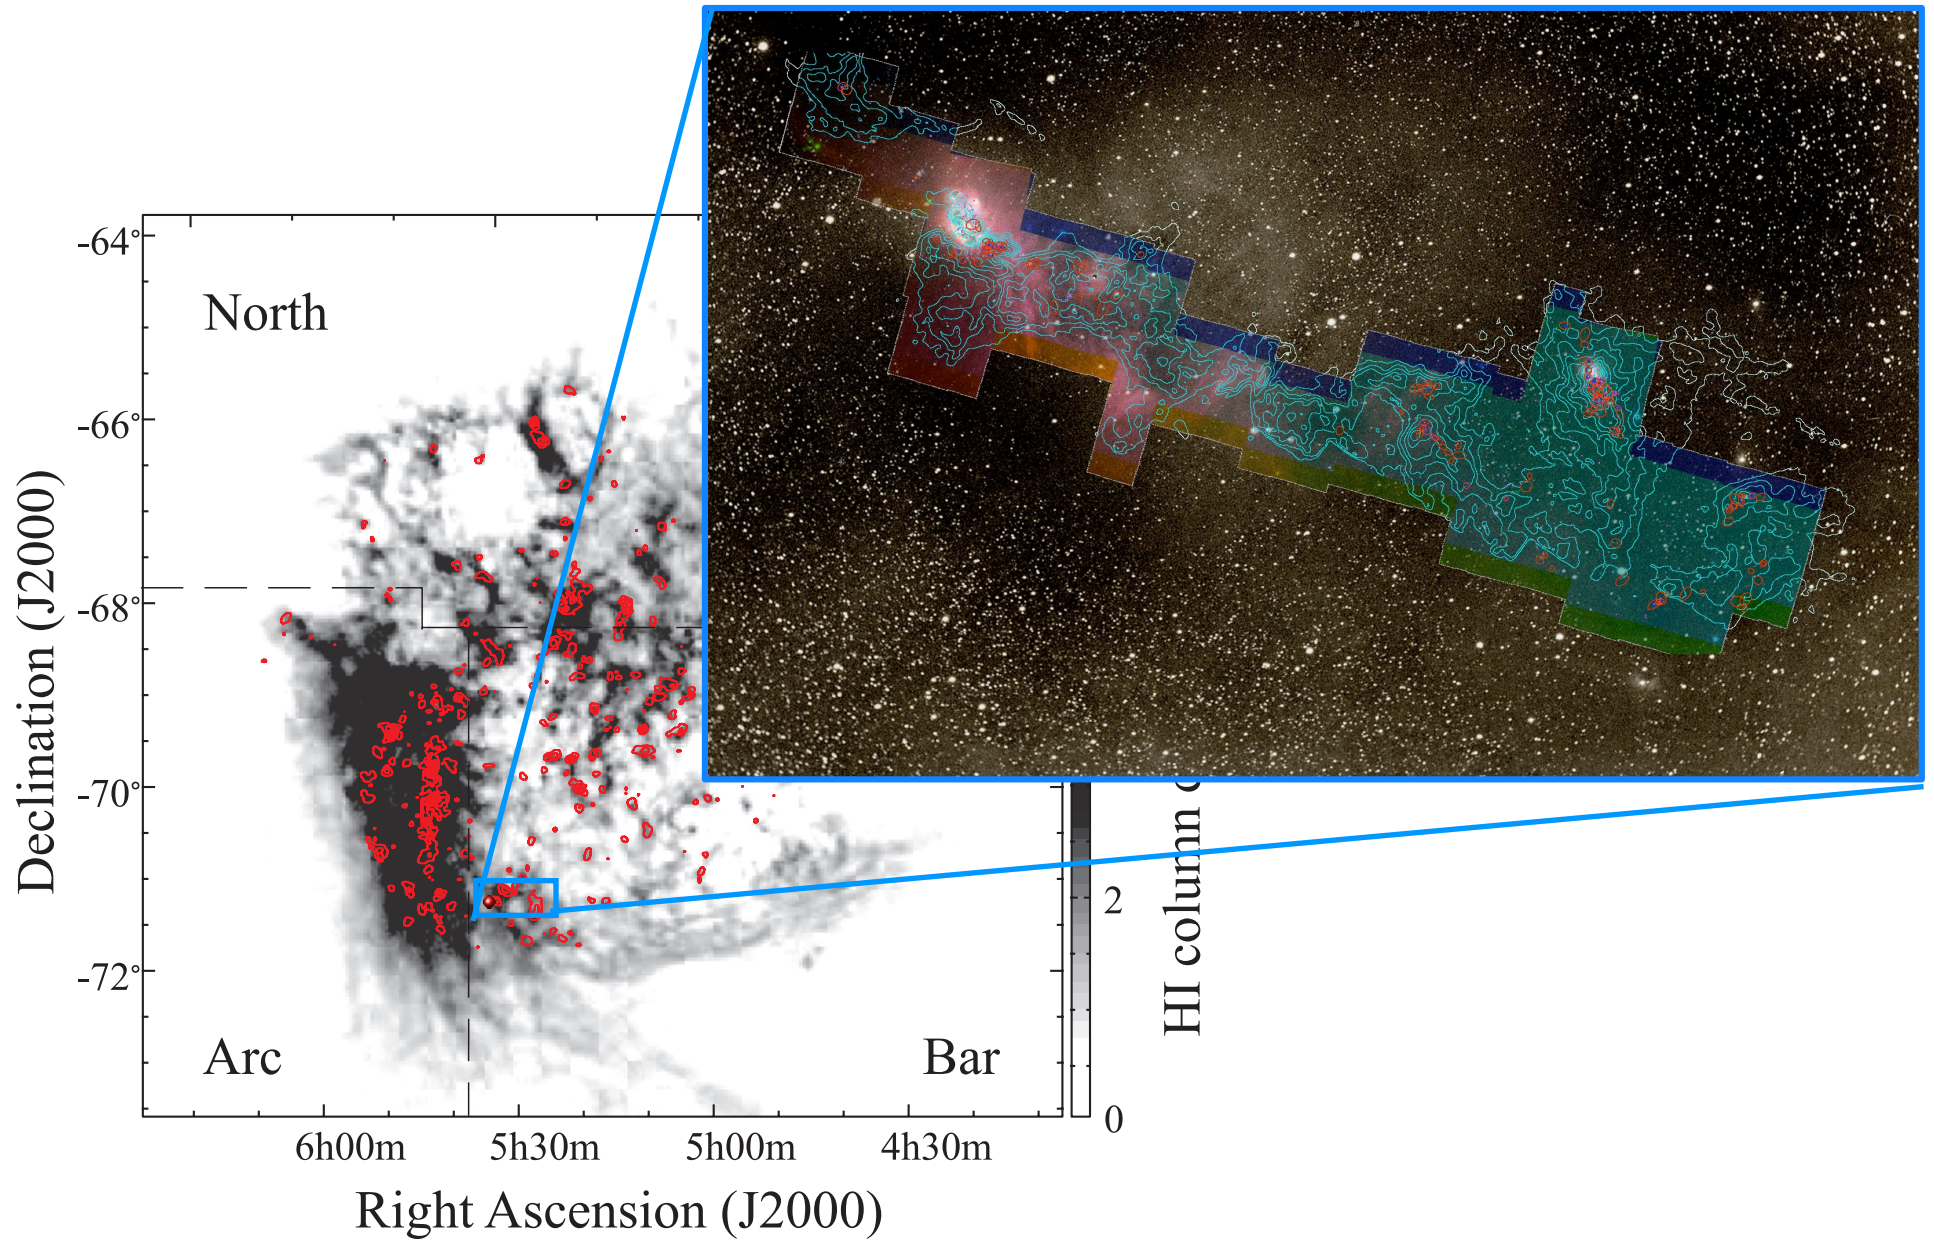 North
-64°
-66°
-68°
-70°
-72°
Declination (J2000)
Arc
Bar
6h00m
5h30m
5h00m
4h30m
Right Ascension (J2000)
2
0
HI column